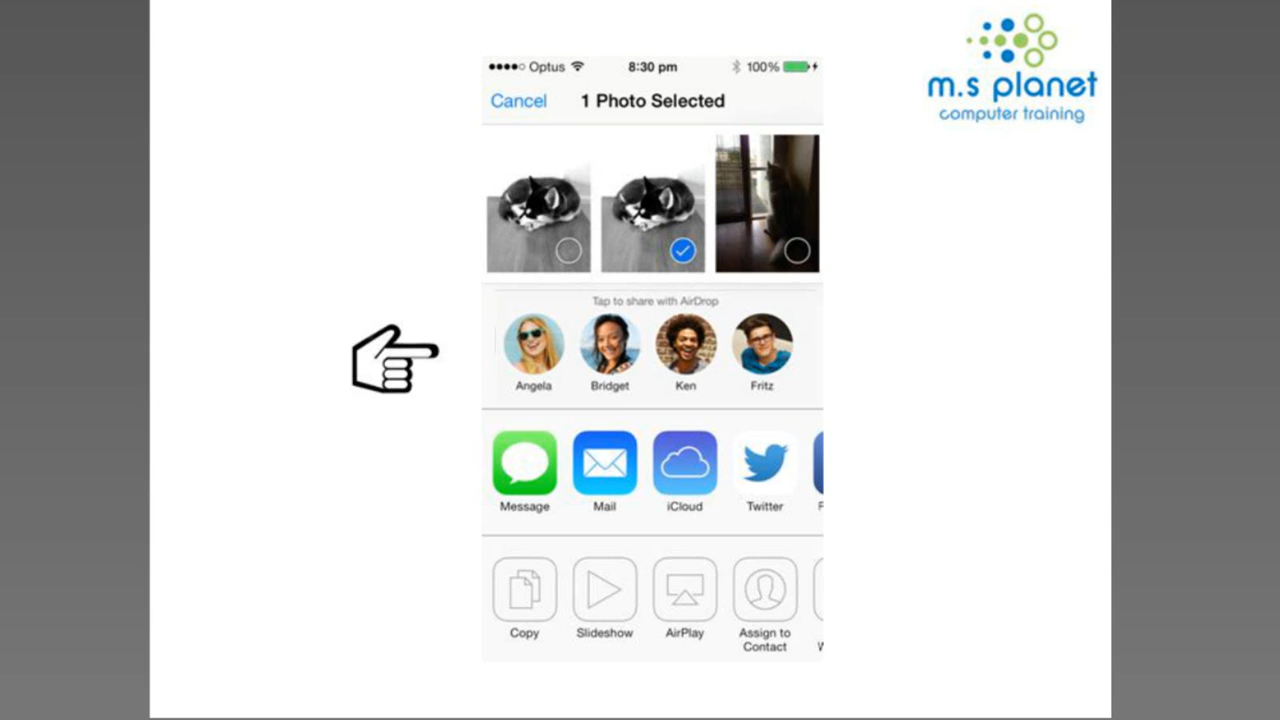 m.s planet
computer training
Optus 8:30 pm 100%
Cancel 1 Photo Selected
Tap to share with AirDrop
Angela Bridget Ken Fritz
Message Mail iCloud Twitter
Copy Slideshow AirPlay Assign to
Contact